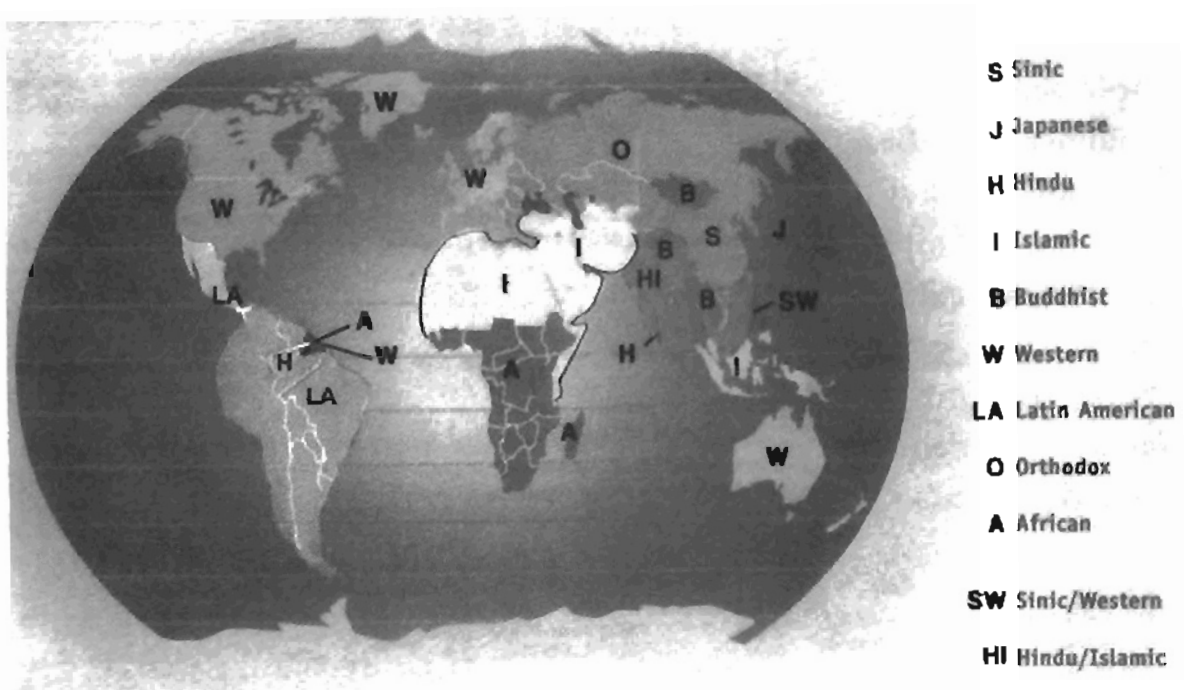 W
O
W
B
W
S
J
I
B
I
HI
LA
B
SW
A
H
W
H
A
I
LA
A
W
S Sinic
J Japanese
H Hindu
I Islamic
B Buddhist
W Western
LA Latin American
O Orthodox
A African
SW Sinic/Western
HI Hindu/Islamic